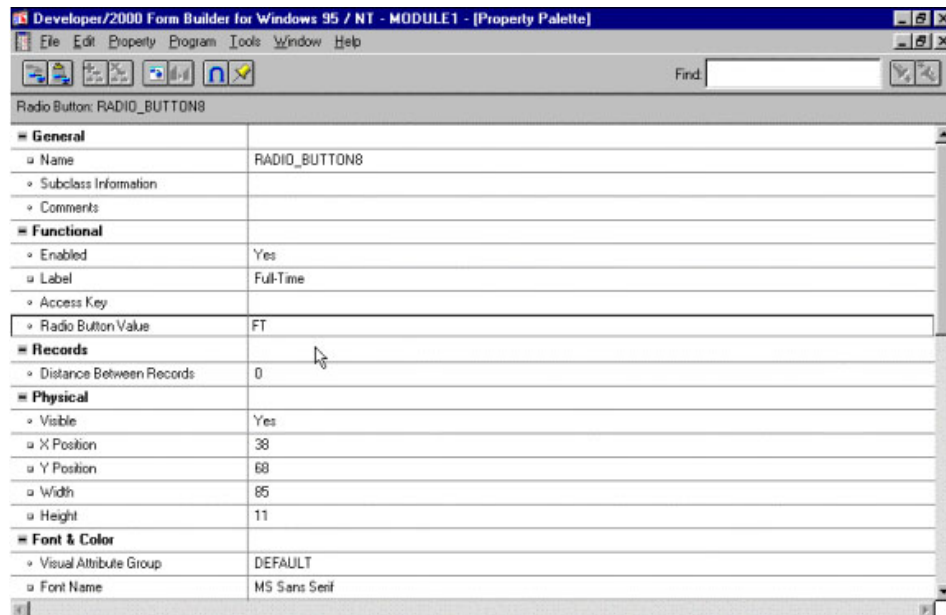 Developer/2000 Form Builder for Windows 95 / NT - MODULE1 - [Property Palette]
File Edit Property Program Tools Window Help
Find:
Radio Button: RADIO_BUTTON8
General
Name RADIO_BUTTON8
Subclass Information
Comments
Functional
Enabled Yes
Label Full-Time
Access Key
Radio Button Value FT
Records
Distance Between Records 0
Physical
Visible Yes
X Position 38
Y Position 68
Width 85
Height 11
Font & Color
Visual Attribute Group DEFAULT
Font Name MS Sans Serif